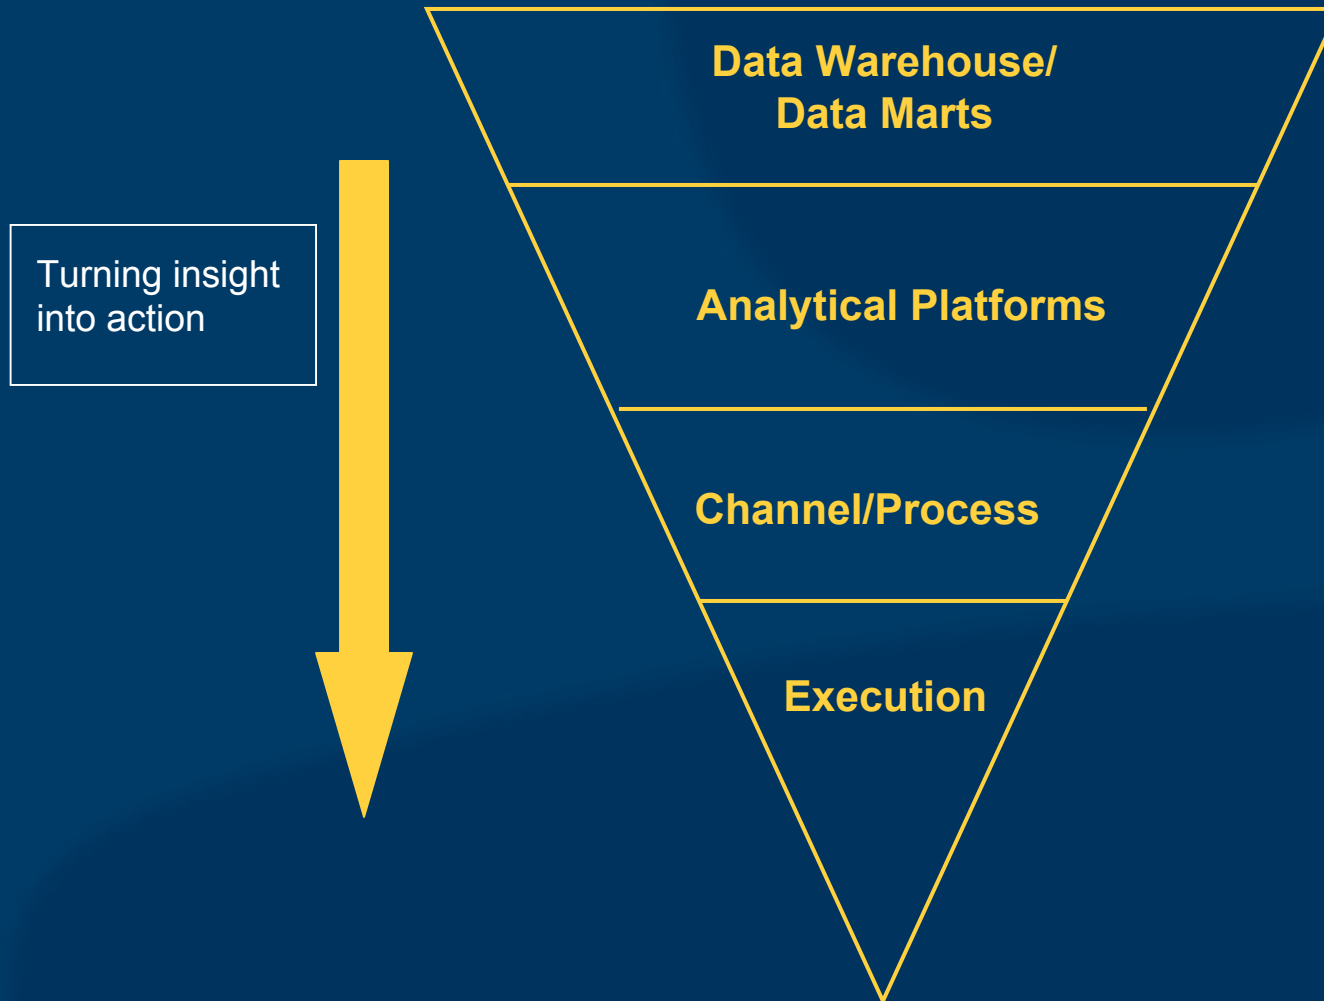 Data Warehouse/
Data Marts
Turning insight
into action
Analytical Platforms
Channel/Process
Execution